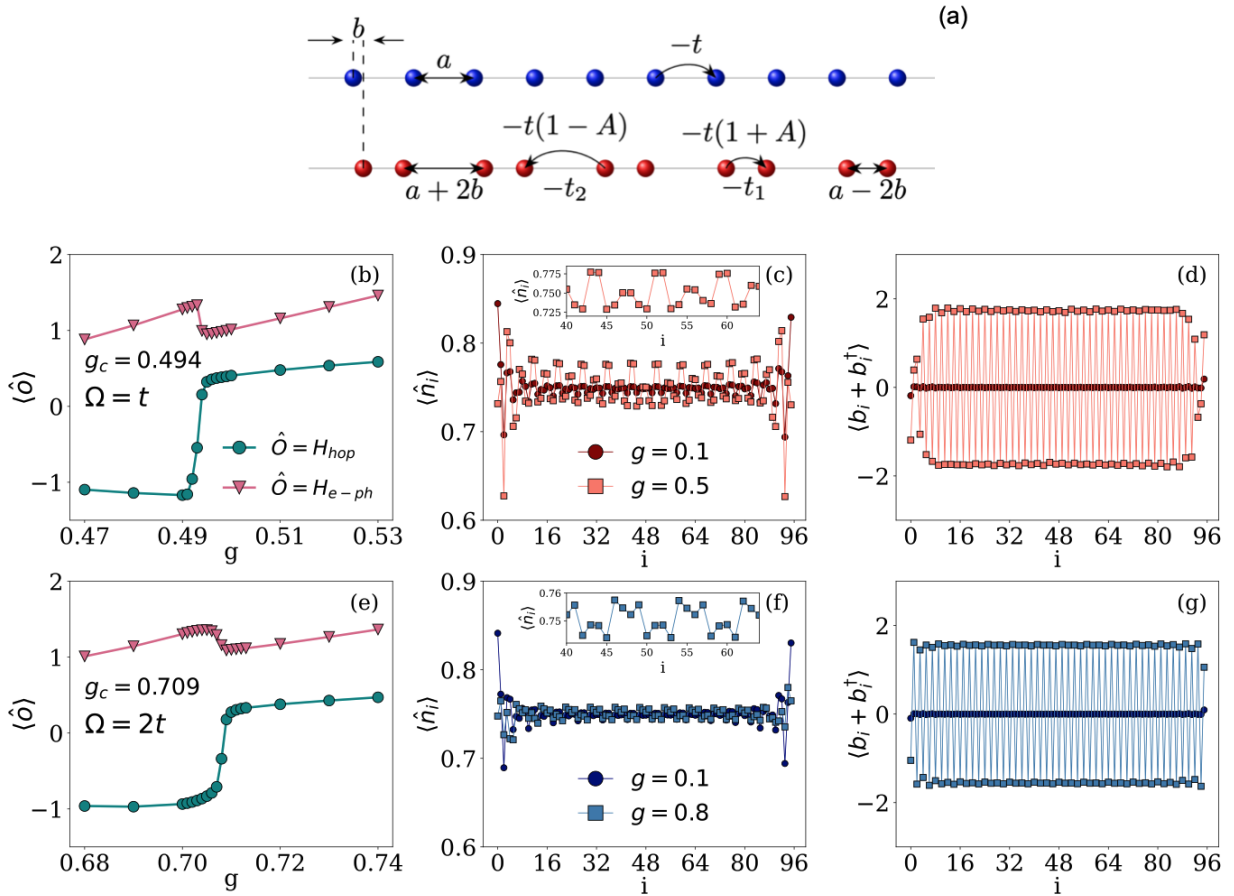 (a)
b
a
−t
−t(1 − A)
−t(1 + A)
a + 2b
−t₂
−t₁
a − 2b
(b)
2
1
0
−1
⟨ô⟩
g_c = 0.494
Ω = t
Ô = H_hop
Ô = H_e−ph
0.47
0.49
0.51
0.53
g
(c)
0.9
0.8
0.7
0.6
⟨n̂_i⟩
0.775
0.750
0.725
⟨n̂_i⟩
40
45
50
55
60
i
g = 0.1
g = 0.5
0
16
32
48
64
80
96
i
(d)
2
0
−2
⟨b_i + b_i^†⟩
0
16
32
48
64
80
96
i
(e)
2
1
0
−1
⟨ô⟩
g_c = 0.709
Ω = 2t
0.68
0.70
0.72
0.74
g
(f)
0.9
0.8
0.7
0.6
⟨n̂_i⟩
0.76
0.75
⟨n̂_i⟩
40
45
50
55
60
i
g = 0.1
g = 0.8
0
16
32
48
64
80
96
i
(g)
2
0
−2
⟨b_i + b_i^†⟩
0
16
32
48
64
80
96
i